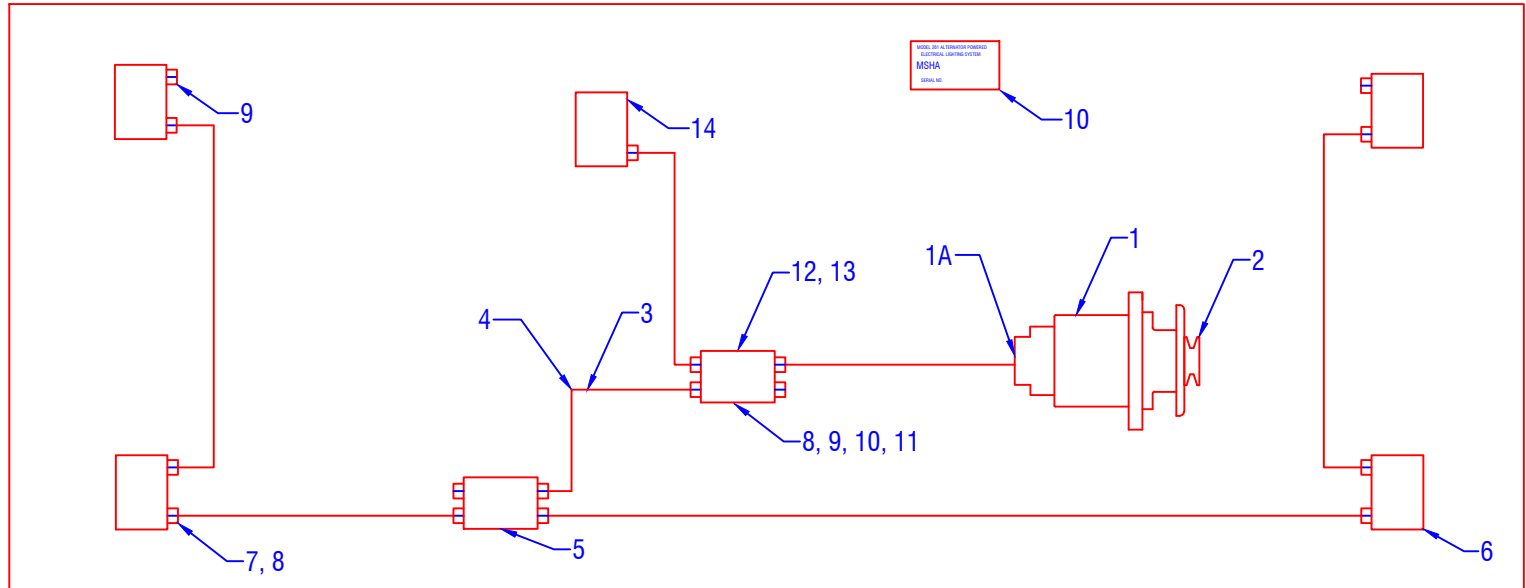 MODEL 201 ALTERNATOR POWERED
ELECTRICAL LIGHTING SYSTEM
MSHA
SERIAL NO.
9
14
10
1
1A
2
12, 13
3
4
8, 9, 10, 11
5
6
7, 8